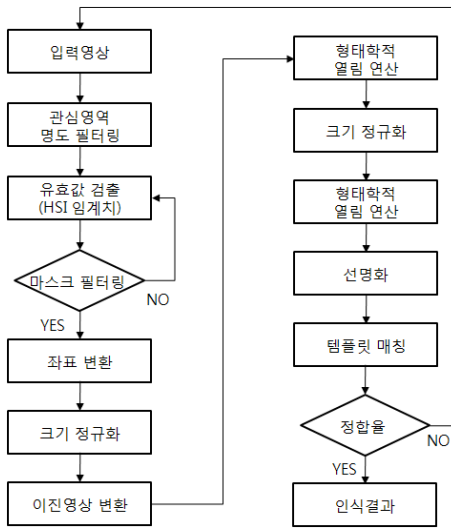 입력영상
관심영역
명도 필터링
유효값 검출
(HSI 임계치)
마스크 필터링
NO
YES
좌표 변환
크기 정규화
이진영상 변환
형태학적
열림 연산
크기 정규화
형태학적
열림 연산
선명화
템플릿 매칭
정합율
NO
YES
인식결과